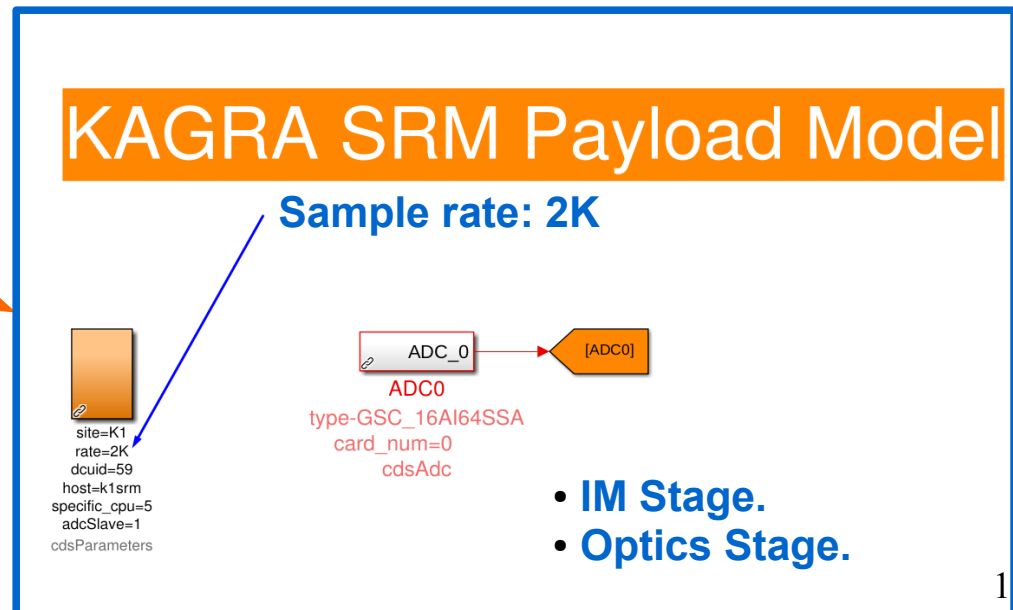 KAGRA SRM Payload Model
Sample rate: 2K
ADC_0
[ADC0]
ADC0
type-GSC_16AI64SSA
card_num=0
cdsAdc
site=K1
rate=2K
dcuid=59
host=k1srm
specific_cpu=5
adcSlave=1
cdsParameters
• IM Stage.
• Optics Stage.
1